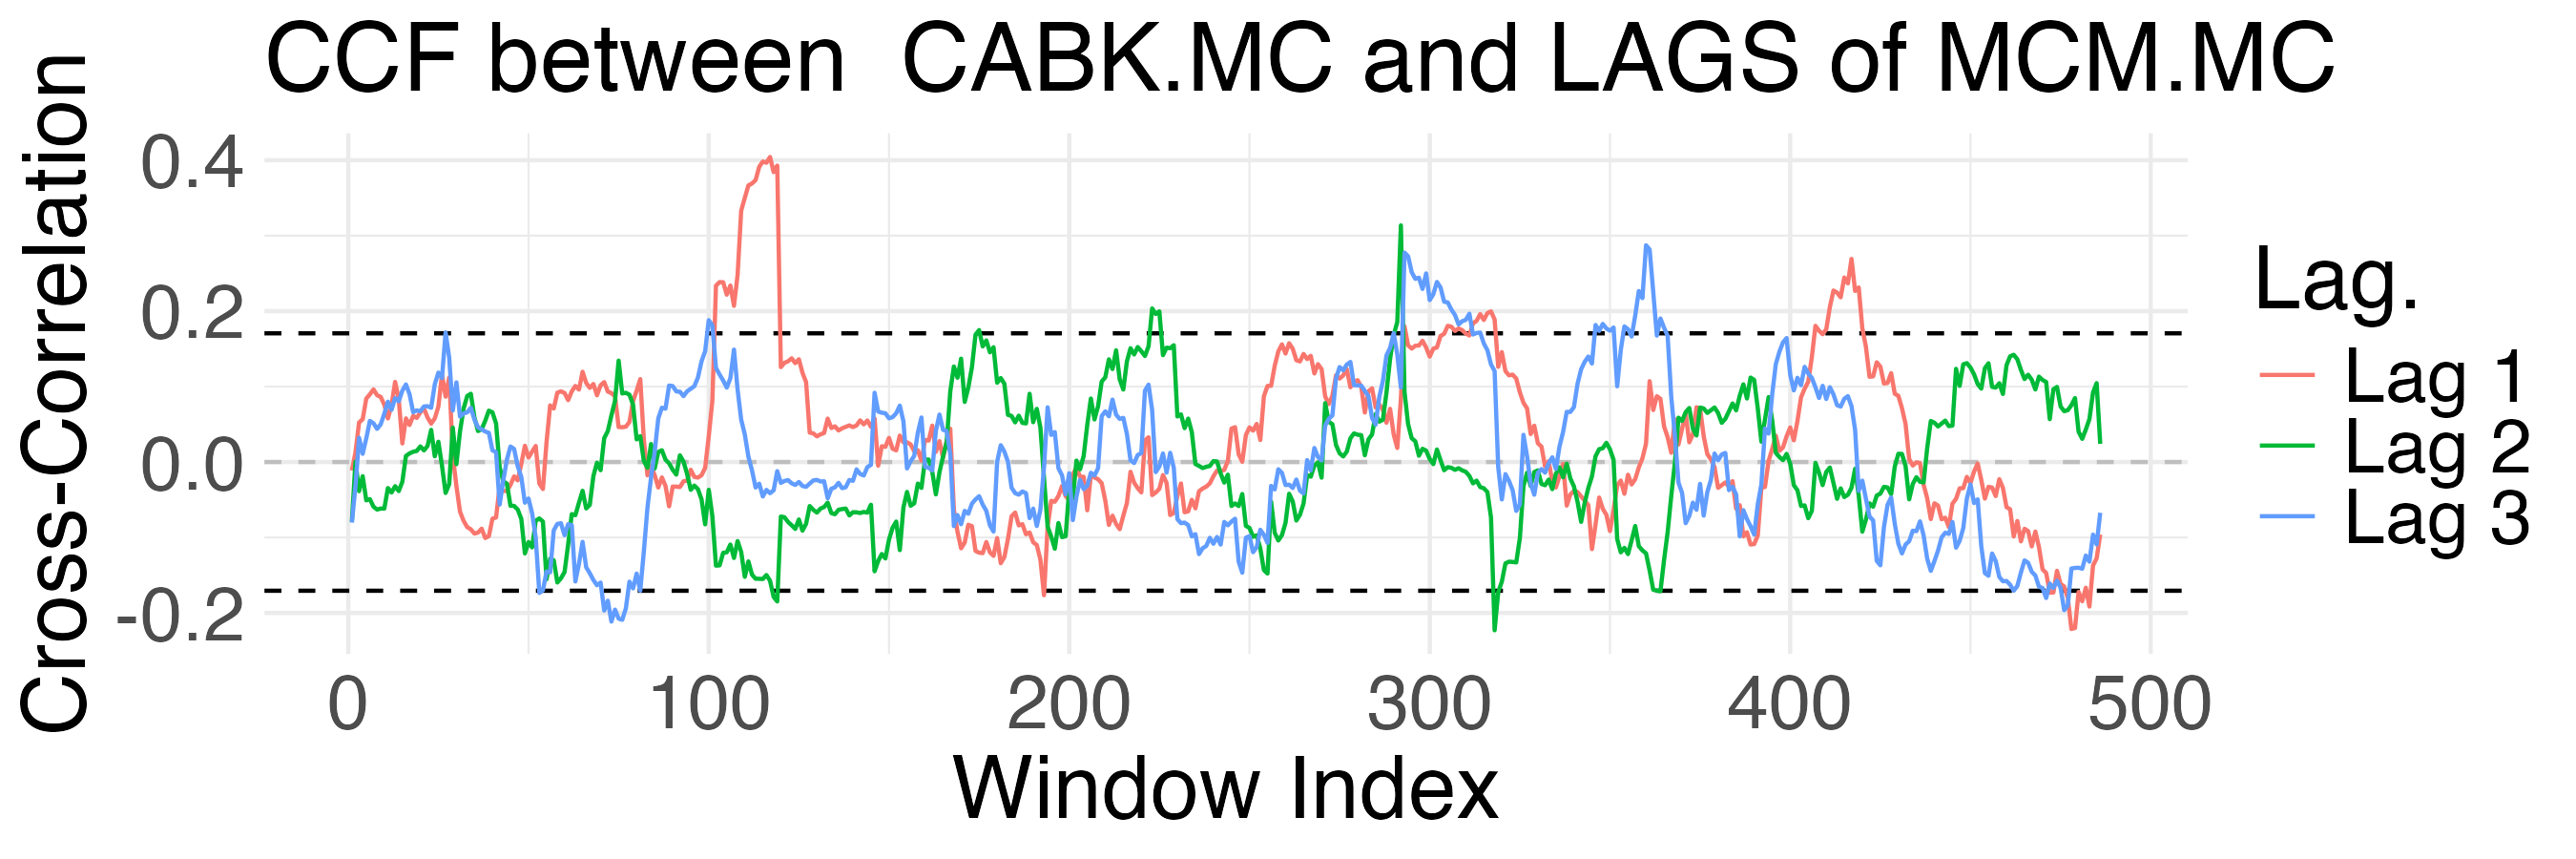 CCF between  CABK.MC and LAGS of MCM.MC
Cross-Correlation
0.4
0.2
0.0
-0.2
0 100 200 300 400 500
Window Index
Lag.
Lag 1
Lag 2
Lag 3